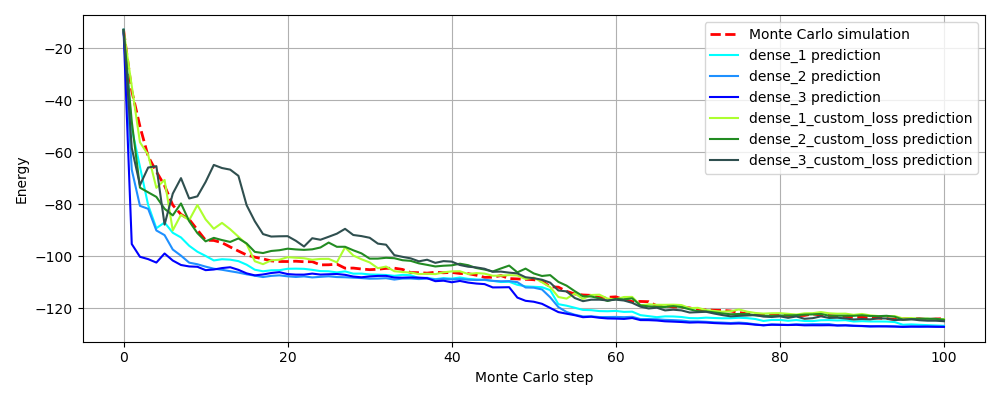 Monte Carlo simulation
dense_1 prediction
dense_2 prediction
dense_3 prediction
dense_1_custom_loss prediction
dense_2_custom_loss prediction
dense_3_custom_loss prediction
Energy
−20
−40
−60
−80
−100
−120
0 20 40 60 80 100
Monte Carlo step